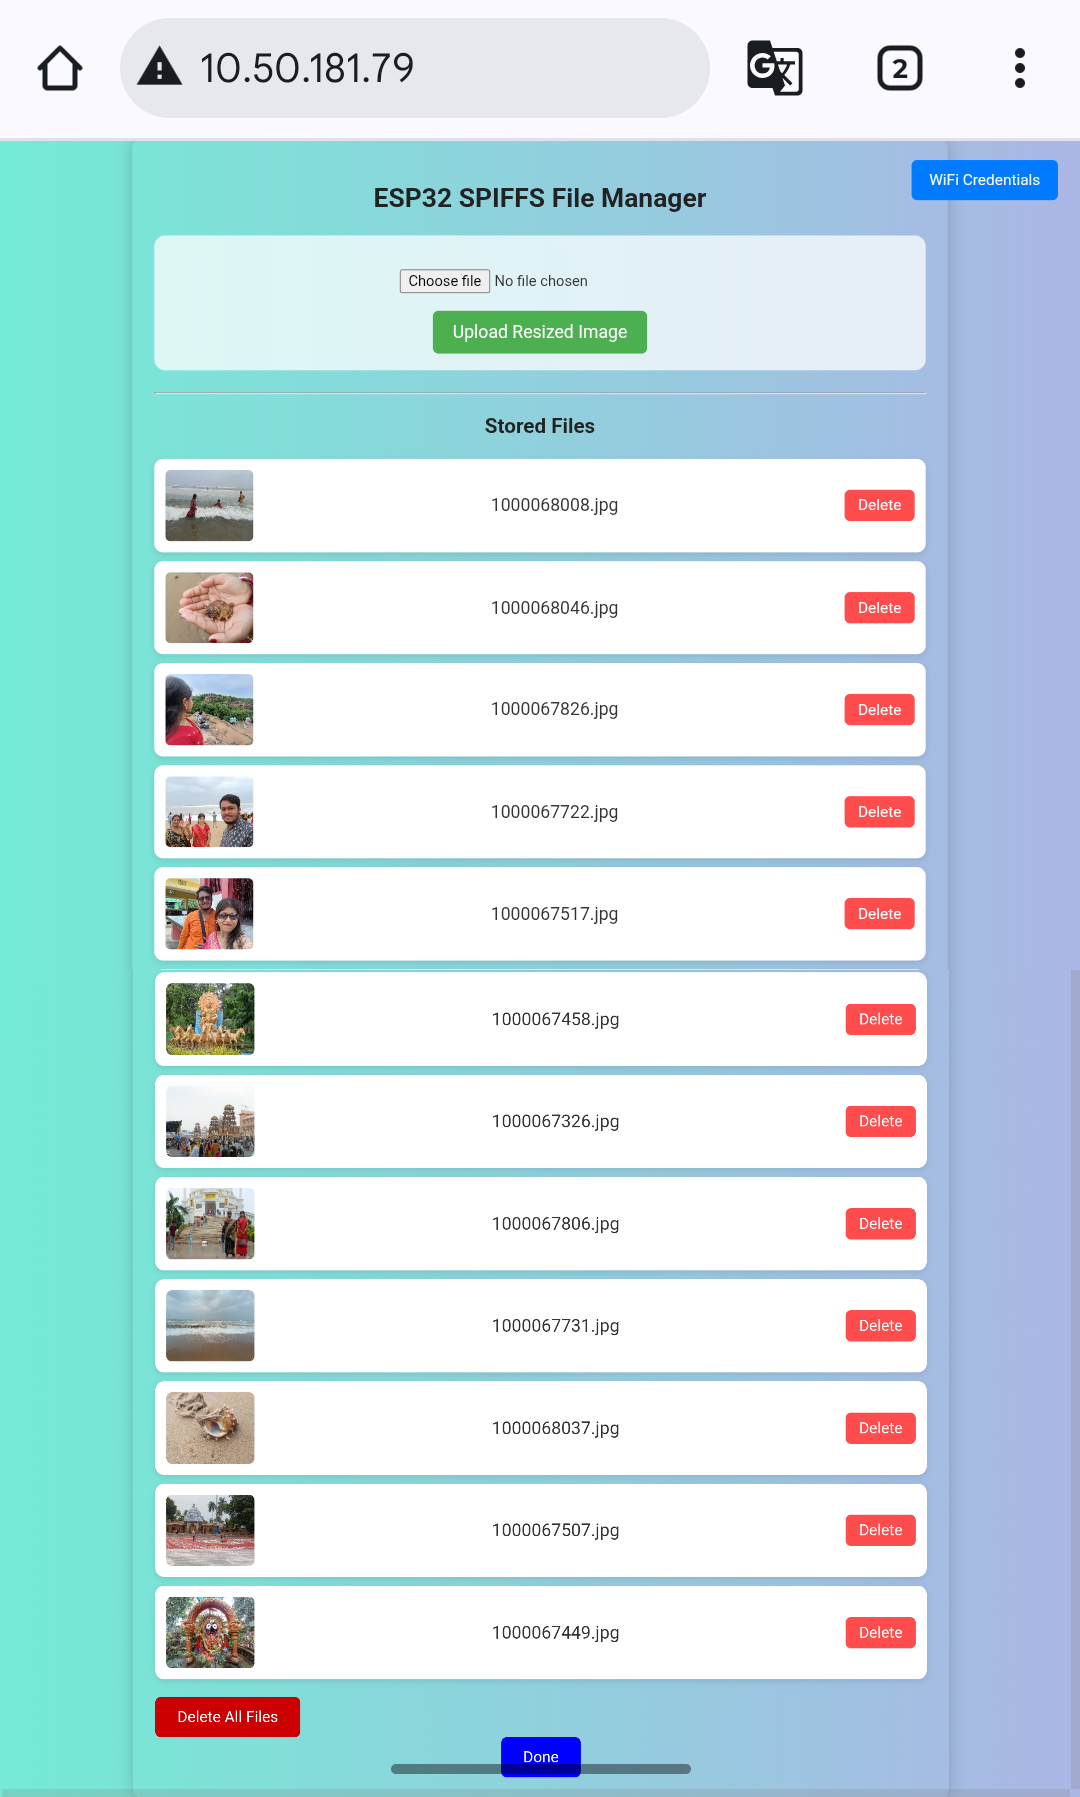 10.50.181.79
2
WiFi Credentials
ESP32 SPIFFS File Manager
Choose file No file chosen
Upload Resized Image
Stored Files
1000068008.jpg Delete
1000068046.jpg Delete
1000067826.jpg Delete
1000067722.jpg Delete
1000067517.jpg Delete
1000067458.jpg Delete
1000067326.jpg Delete
1000067806.jpg Delete
1000067731.jpg Delete
1000068037.jpg Delete
1000067507.jpg Delete
1000067449.jpg Delete
Delete All Files
Done